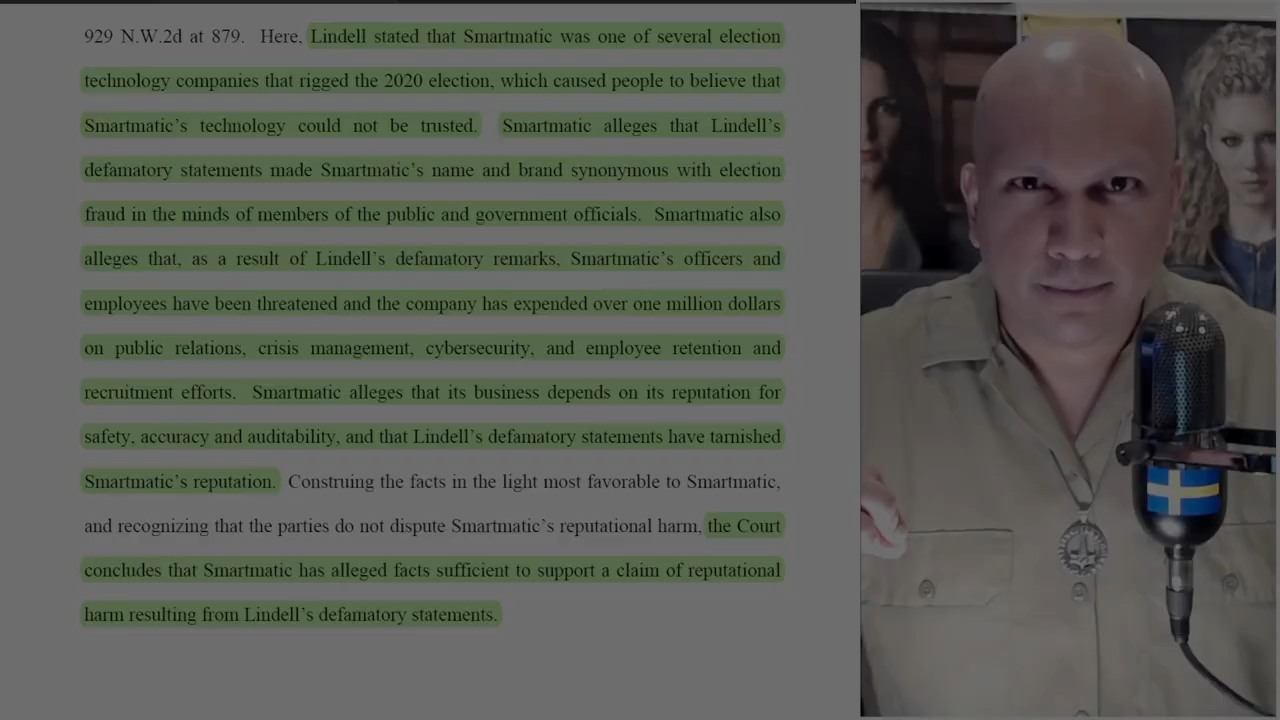 929 N.W.2d at 879. Here, Lindell stated that Smartmatic was one of several election
technology companies that rigged the 2020 election, which caused people to believe that
Smartmatic’s technology could not be trusted. Smartmatic alleges that Lindell’s
defamatory statements made Smartmatic’s name and brand synonymous with election
fraud in the minds of members of the public and government officials. Smartmatic also
alleges that, as a result of Lindell’s defamatory remarks, Smartmatic’s officers and
employees have been threatened and the company has expended over one million dollars
on public relations, crisis management, cybersecurity, and employee retention and
recruitment efforts. Smartmatic alleges that its business depends on its reputation for
safety, accuracy and auditability, and that Lindell’s defamatory statements have tarnished
Smartmatic’s reputation. Construing the facts in the light most favorable to Smartmatic,
and recognizing that the parties do not dispute Smartmatic’s reputational harm, the Court
concludes that Smartmatic has alleged facts sufficient to support a claim of reputational
harm resulting from Lindell’s defamatory statements.